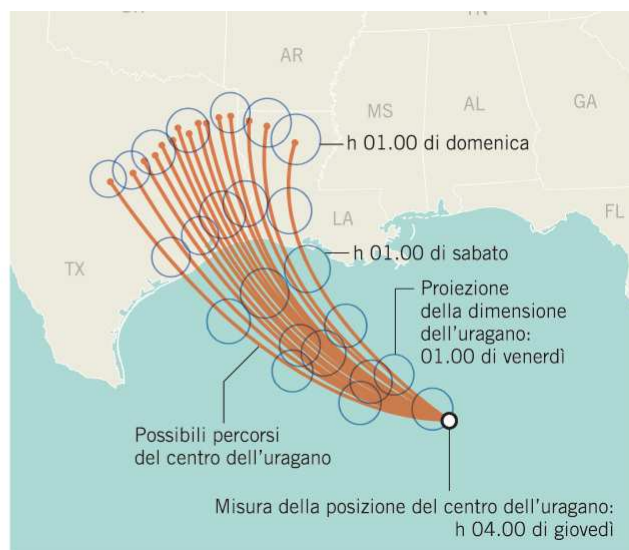 AR
MS
AL
GA
h 01.00 di domenica
LA
FL
TX
h 01.00 di sabato
Proiezione
della dimensione
dell'uragano:
01.00 di venerdì
Possibili percorsi
del centro dell'uragano
Misura della posizione del centro dell'uragano:
h 04.00 di giovedì